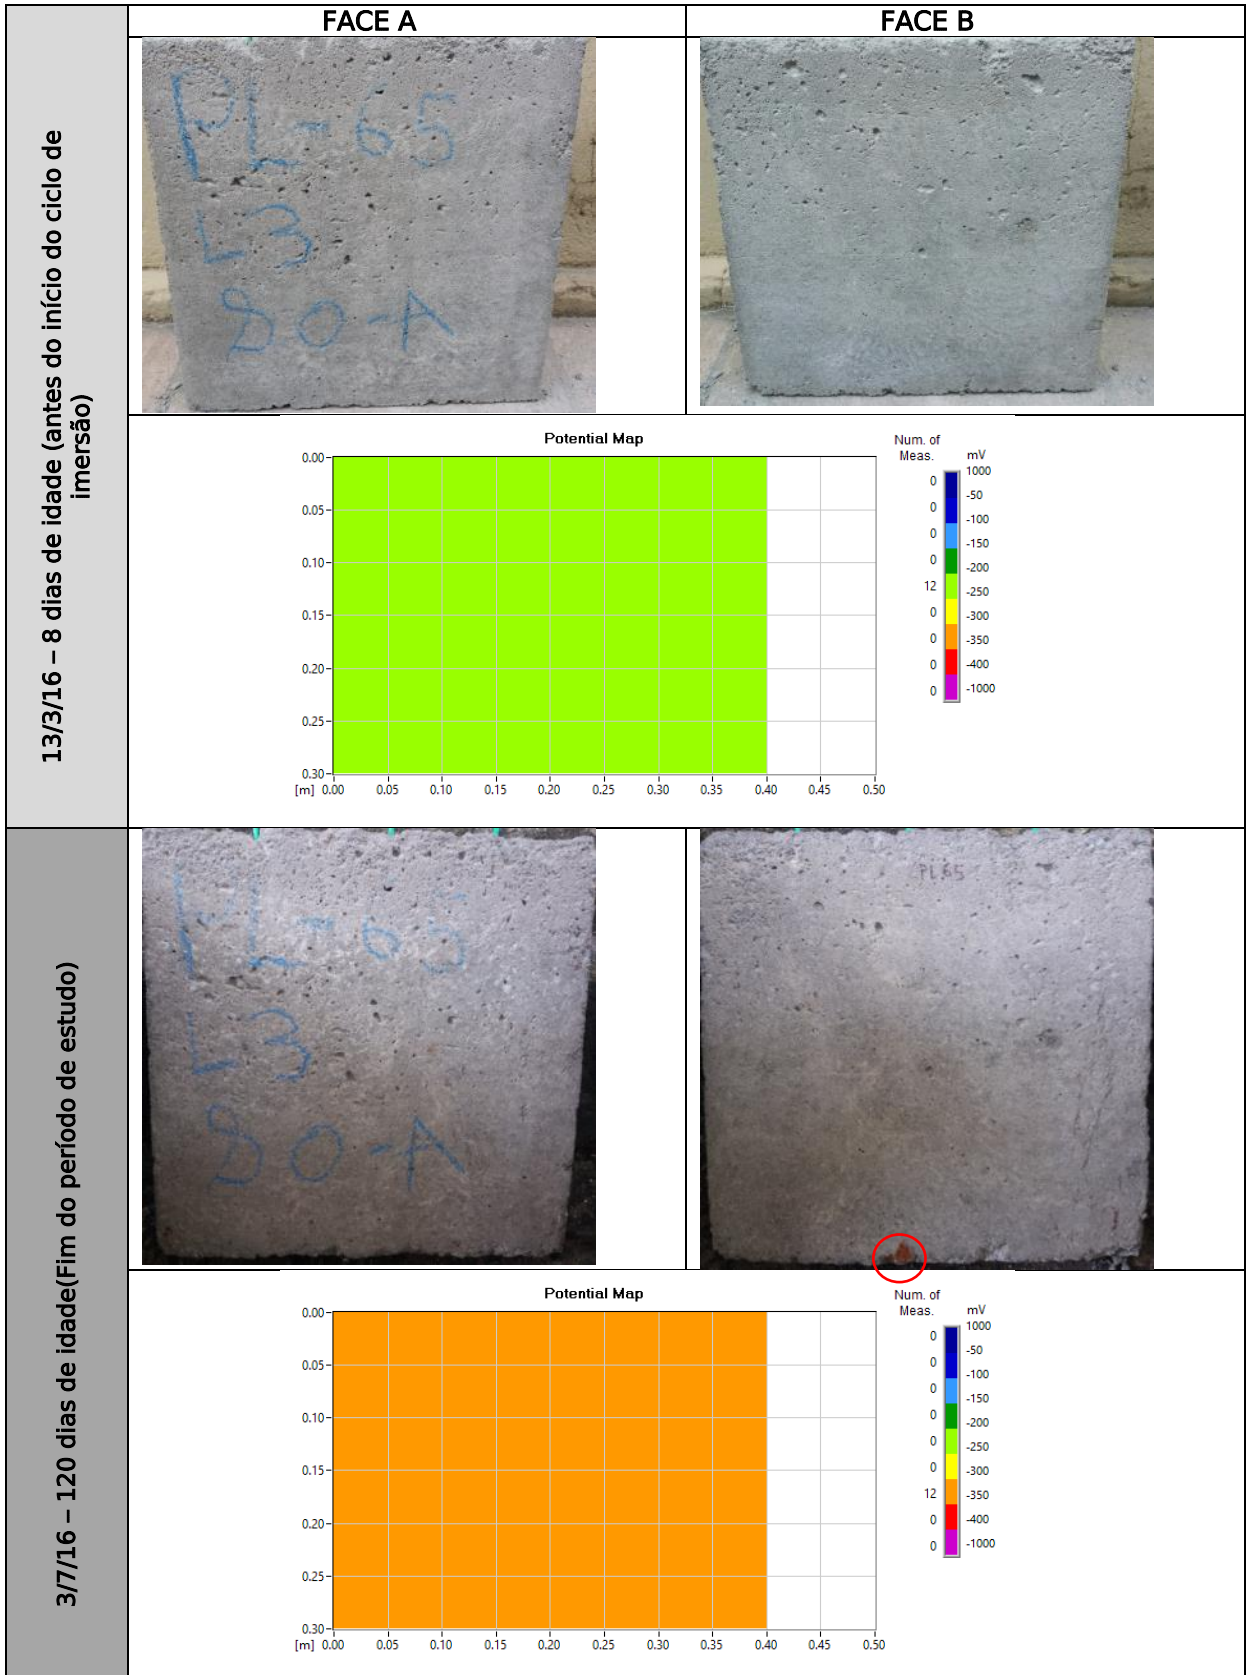 FACE A
FACE B
13/3/16 – 8 dias de idade (antes do início do ciclo de
imersão)
PL-65
L3
SO-A
Potential Map
Num. of
Meas.
mV
0.00
0.05
0.10
0.15
0.20
0.25
0.30
[m] 0.00 0.05 0.10 0.15 0.20 0.25 0.30 0.35 0.40 0.45 0.50
0
0
0
0
12
0
0
0
0
1000
-50
-100
-150
-200
-250
-300
-350
-400
-1000
3/7/16 – 120 dias de idade(Fim do período de estudo)
PL-65
L3
SO-A
PL65
Potential Map
Num. of
Meas.
mV
0.00
0.05
0.10
0.15
0.20
0.25
0.30
[m] 0.00 0.05 0.10 0.15 0.20 0.25 0.30 0.35 0.40 0.45 0.50
0
0
0
0
0
0
12
0
0
1000
-50
-100
-150
-200
-250
-300
-350
-400
-1000